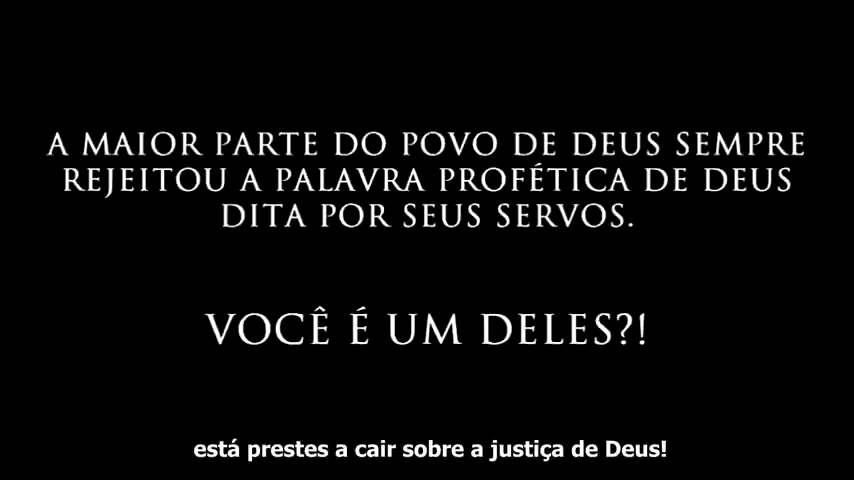 A MAIOR PARTE DO POVO DE DEUS SEMPRE
REJEITOU A PALAVRA PROFÉTICA DE DEUS
DITA POR SEUS SERVOS.
VOCÊ É UM DELES?!
está prestes a cair sobre a justiça de Deus!